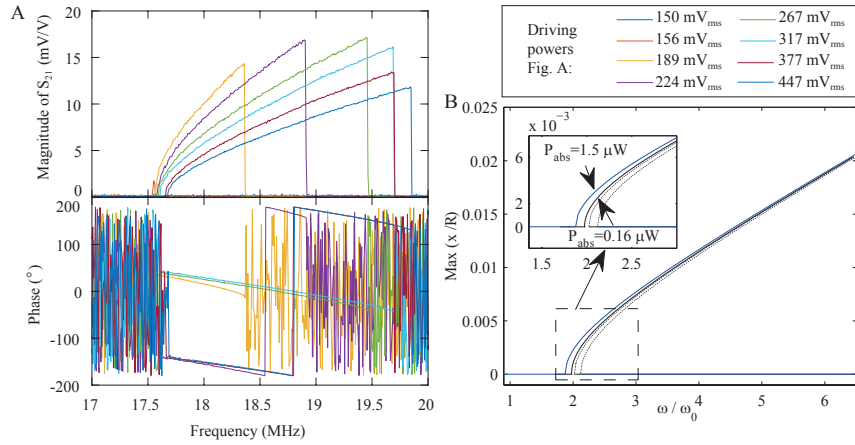 A
Magnitude of S21 (mV/V)
15
10
5
0
Phase (°)
200
100
0
-100
-200
17
17.5
18
18.5
19
19.5
20
Frequency (MHz)
Driving
powers
Fig. A:
150 mVrms
156 mVrms
189 mVrms
224 mVrms
267 mVrms
317 mVrms
377 mVrms
447 mVrms
B
Max (x /R)
0.025
0.02
0.015
0.01
0.005
0
1
2
3
4
5
6
ω/ω0
x 10-3
6
2
0
1.5
2
2.5
Pabs=1.5 μW
Pabs=0.16 μW